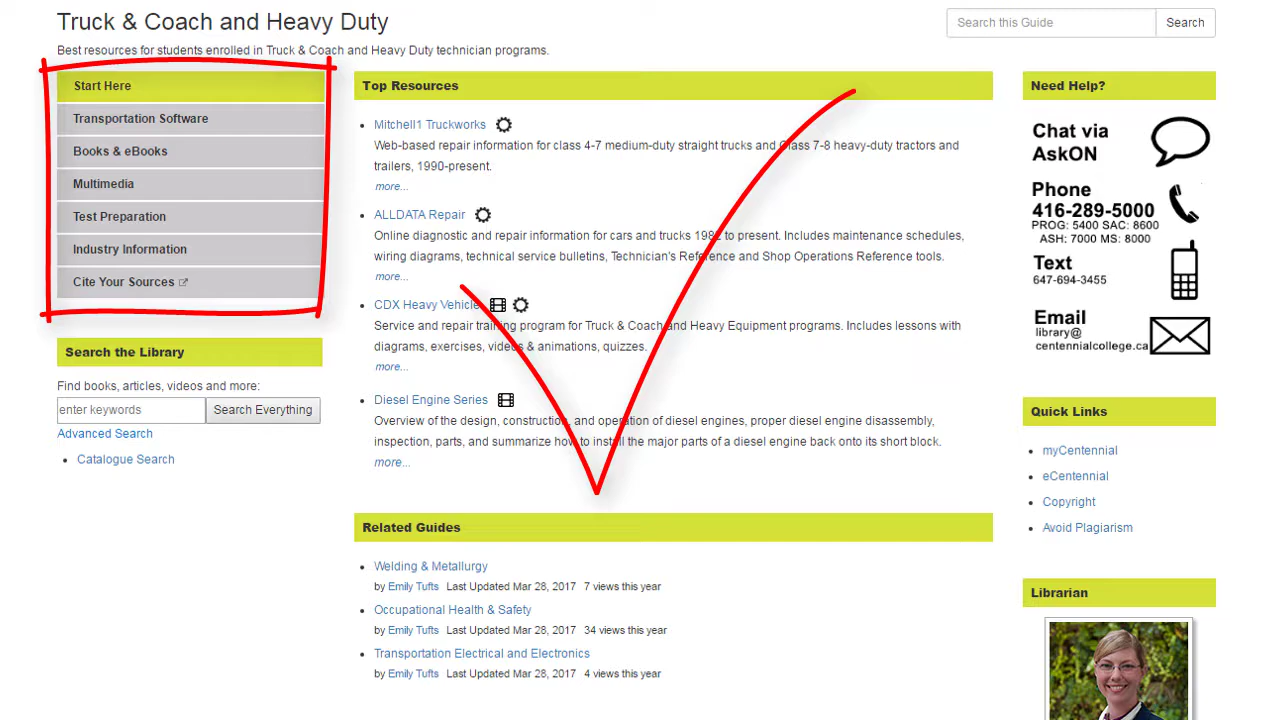 Truck & Coach and Heavy Duty
Search this Guide
Search
Best resources for students enrolled in Truck & Coach and Heavy Duty technician programs.
Start Here
Transportation Software
Books & eBooks
Multimedia
Test Preparation
Industry Information
Cite Your Sources
Search the Library
Find books, articles, videos and more:
enter keywords
Search Everything
Advanced Search
Catalogue Search
Top Resources
Mitchell1 Truckworks
Web-based repair information for class 4-7 medium-duty straight trucks and Class 7-8 heavy-duty tractors and
trailers, 1990-present.
more...
ALLDATA Repair
Online diagnostic and repair information for cars and trucks 1982 to present. Includes maintenance schedules,
wiring diagrams, technical service bulletins, Technician's Reference and Shop Operations Reference tools.
more...
CDX Heavy Vehicle
Service and repair training program for Truck & Coach and Heavy Equipment programs. Includes lessons with
diagrams, exercises, videos & animations, quizzes.
more...
Diesel Engine Series
Overview of the design, construction, and operation of diesel engines, proper diesel engine disassembly,
inspection, parts, and summarize how to install the major parts of a diesel engine back onto its short block.
more...
Related Guides
Welding & Metallurgy
by Emily Tufts Last Updated Mar 28, 2017 7 views this year
Occupational Health & Safety
by Emily Tufts Last Updated Mar 28, 2017 34 views this year
Transportation Electrical and Electronics
by Emily Tufts Last Updated Mar 28, 2017 4 views this year
Need Help?
Chat via
AskON
Phone
416-289-5000
PROG: 5400 SAC: 8600
ASH: 7000 MS: 8000
Text
647-694-3455
Email
library@
centennialcollege.ca
Quick Links
myCentennial
eCentennial
Copyright
Avoid Plagiarism
Librarian